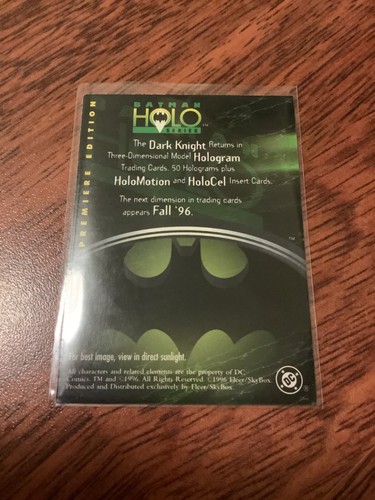 PREMIERE EDITION
BATMAN
HOLO
SERIES
The Dark Knight Returns in
Three-Dimensional Model Hologram
Trading Cards. 50 Holograms plus
HoloMotion and HoloCel Insert Cards.
The next dimension in trading cards
appears Fall '96.
TM
For best image, view in direct sunlight.
All characters and related elements are the property of DC
Comics. TM and ©1996. All Rights Reserved. ©1996 Fleer/SkyBox.
Produced and Distributed exclusively by Fleer/SkyBox.
DC
®